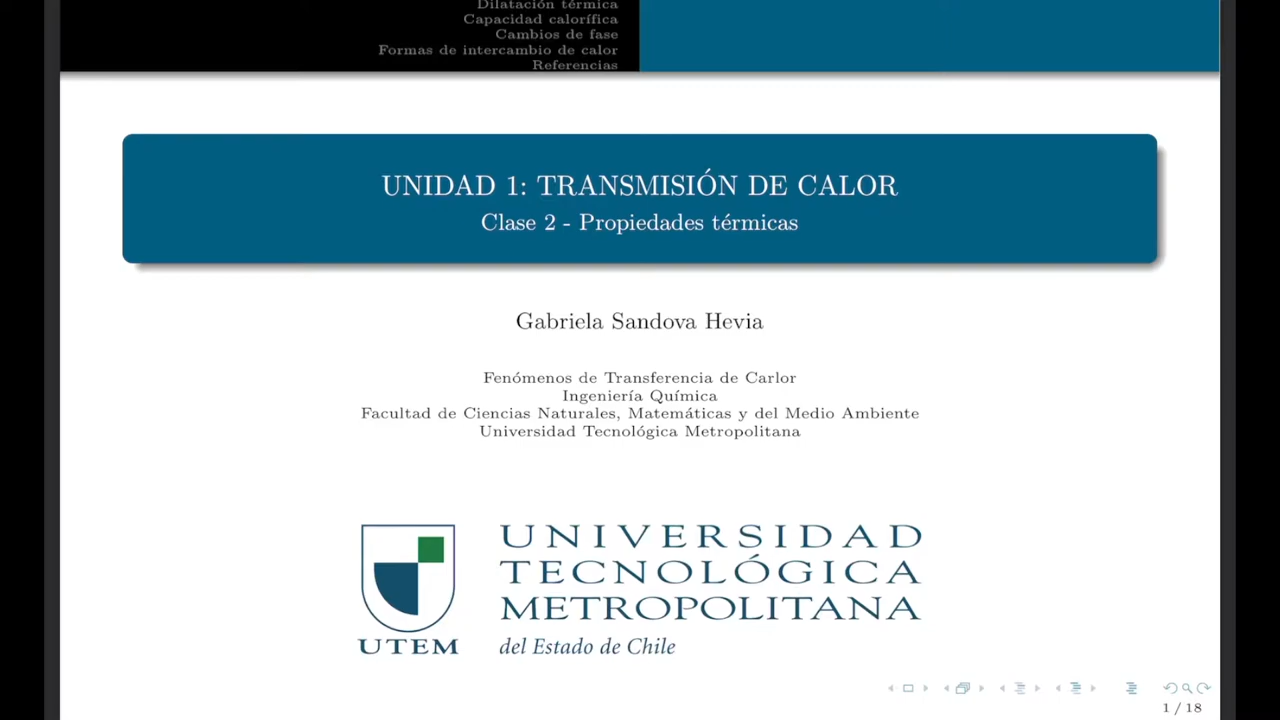 Dilatación térmica
Capacidad calorífica
Cambios de fase
Formas de intercambio de calor
Referencias
UNIDAD 1: TRANSMISIÓN DE CALOR
Clase 2 - Propiedades térmicas
Gabriela Sandova Hevia
Fenómenos de Transferencia de Carlor
Ingeniería Química
Facultad de Ciencias Naturales, Matemáticas y del Medio Ambiente
Universidad Tecnológica Metropolitana
UTEM
UNIVERSIDAD
TECNOLÓGICA
METROPOLITANA
del Estado de Chile
1 / 18